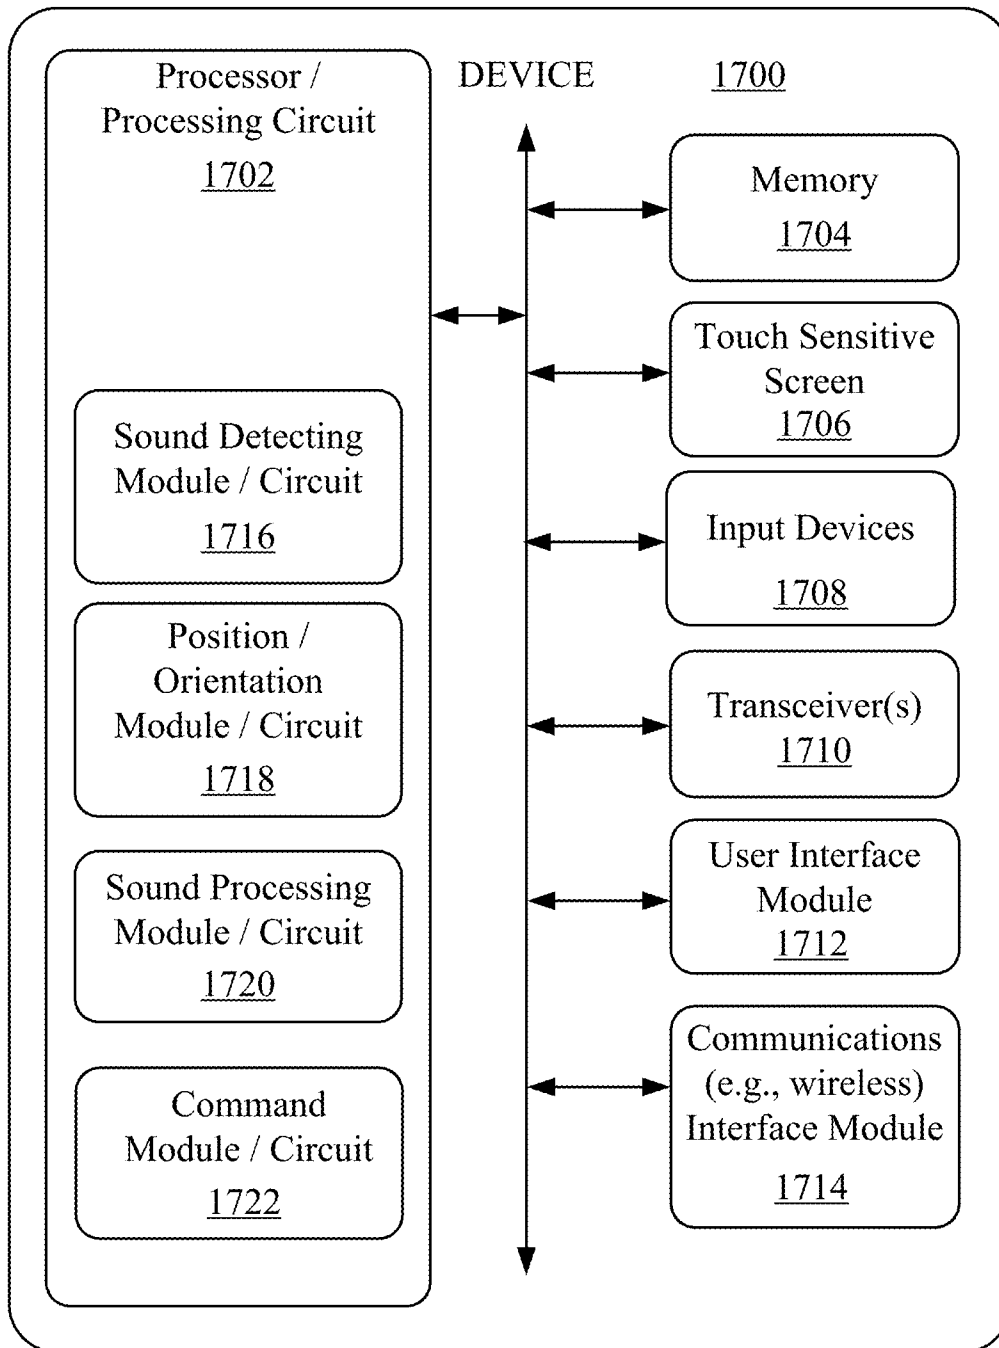 Processor /
Processing Circuit
1702
DEVICE 1700
Memory
1704
Touch Sensitive
Screen
1706
Sound Detecting
Module / Circuit
1716
Input Devices
1708
Position /
Orientation
Module / Circuit
1718
Transceiver(s)
1710
Sound Processing
Module / Circuit
1720
User Interface
Module
1712
Command
Module / Circuit
1722
Communications
(e.g., wireless)
Interface Module
1714